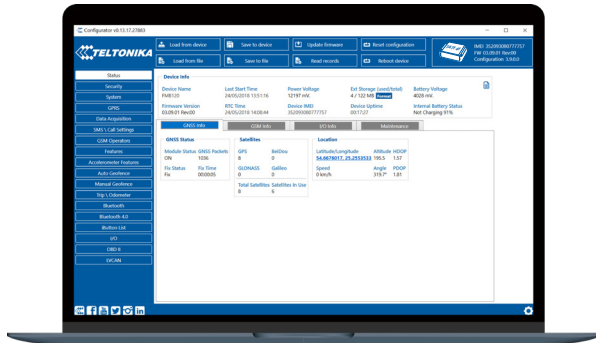 Configurator v0.13.17.27883
TELTONIKA
Load from device
Save to device
Update firmware
Reset configuration
Load from file
Save to file
Read records
Reboot device
IMEI 352093080777757
FW 03.09.01 Rev:00
Configuration 3.9.0.0
Status
Security
System
GPRS
Data Acquisition
SMS \ Call Settings
GSM Operators
Features
Accelerometer Features
Auto Geofence
Manual Geofence
Trip \ Odometer
Bluetooth
Bluetooth 4.0
iButton List
I/O
OBD II
LVCAN
Device Info
Device Name Last Start Time Power Voltage Ext Storage (used/total) Battery Voltage
FMB120 24/05/2018 13:51:16 12197 mV. 4 / 122 MB Format 4028 mV.
Firmware Version RTC Time Device IMEI Device Uptime Internal Battery Status
03.09.01 Rev:00 24/05/2018 14:08:44 352093080777757 00:17:27 Not Charging 91%
GNSS Info GSM Info I/O Info Maintenance
GNSS Status
Module Status GNSS Packets
ON 1036
Fix Status Fix Time
Fix 00:00:05
Satellites
GPS BeiDou
8 0
GLONASS Galileo
0 0
Total Satellites Satellites In Use
8 6
Location
Latitude/Longitude Altitude HDOP
54.6678017, 25.2553533 195.5 1.57
Speed Angle PDOP
0 km/h 315.7° 1.81